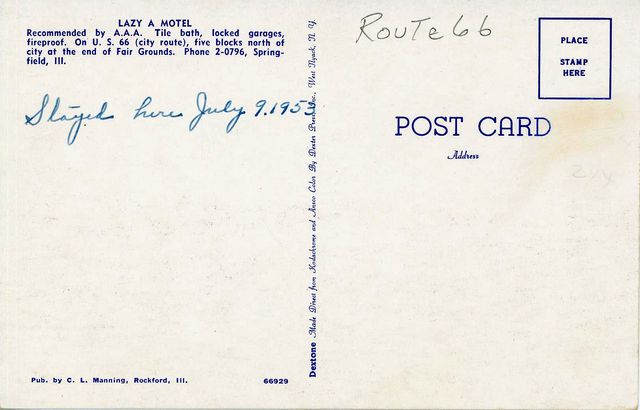 LAZY A MOTEL
Recommended by A.A.A. Tile bath, locked garages,
fireproof. On U. S. 66 (city route), five blocks north of
city at the end of Fair Grounds. Phone 2-0796, Spring-
field, Ill.
Stayed here July 9. 1953
Pub. by C. L. Manning, Rockford, Ill.
66929
Dextone Made Direct from Kodachrome and Ansco Color By Dexter Press, Inc., West Nyack, N. Y.
Route 66
PLACE
STAMP
HERE
POST CARD
Address